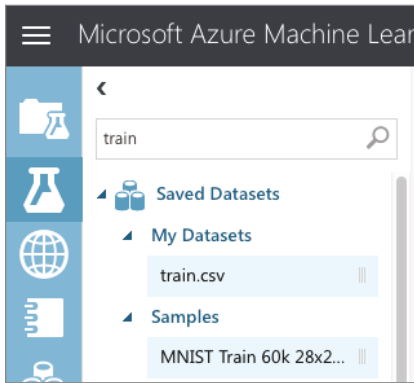 Microsoft Azure Machine Lear
train
Saved Datasets
My Datasets
train.csv
Samples
MNIST Train 60k 28x2...